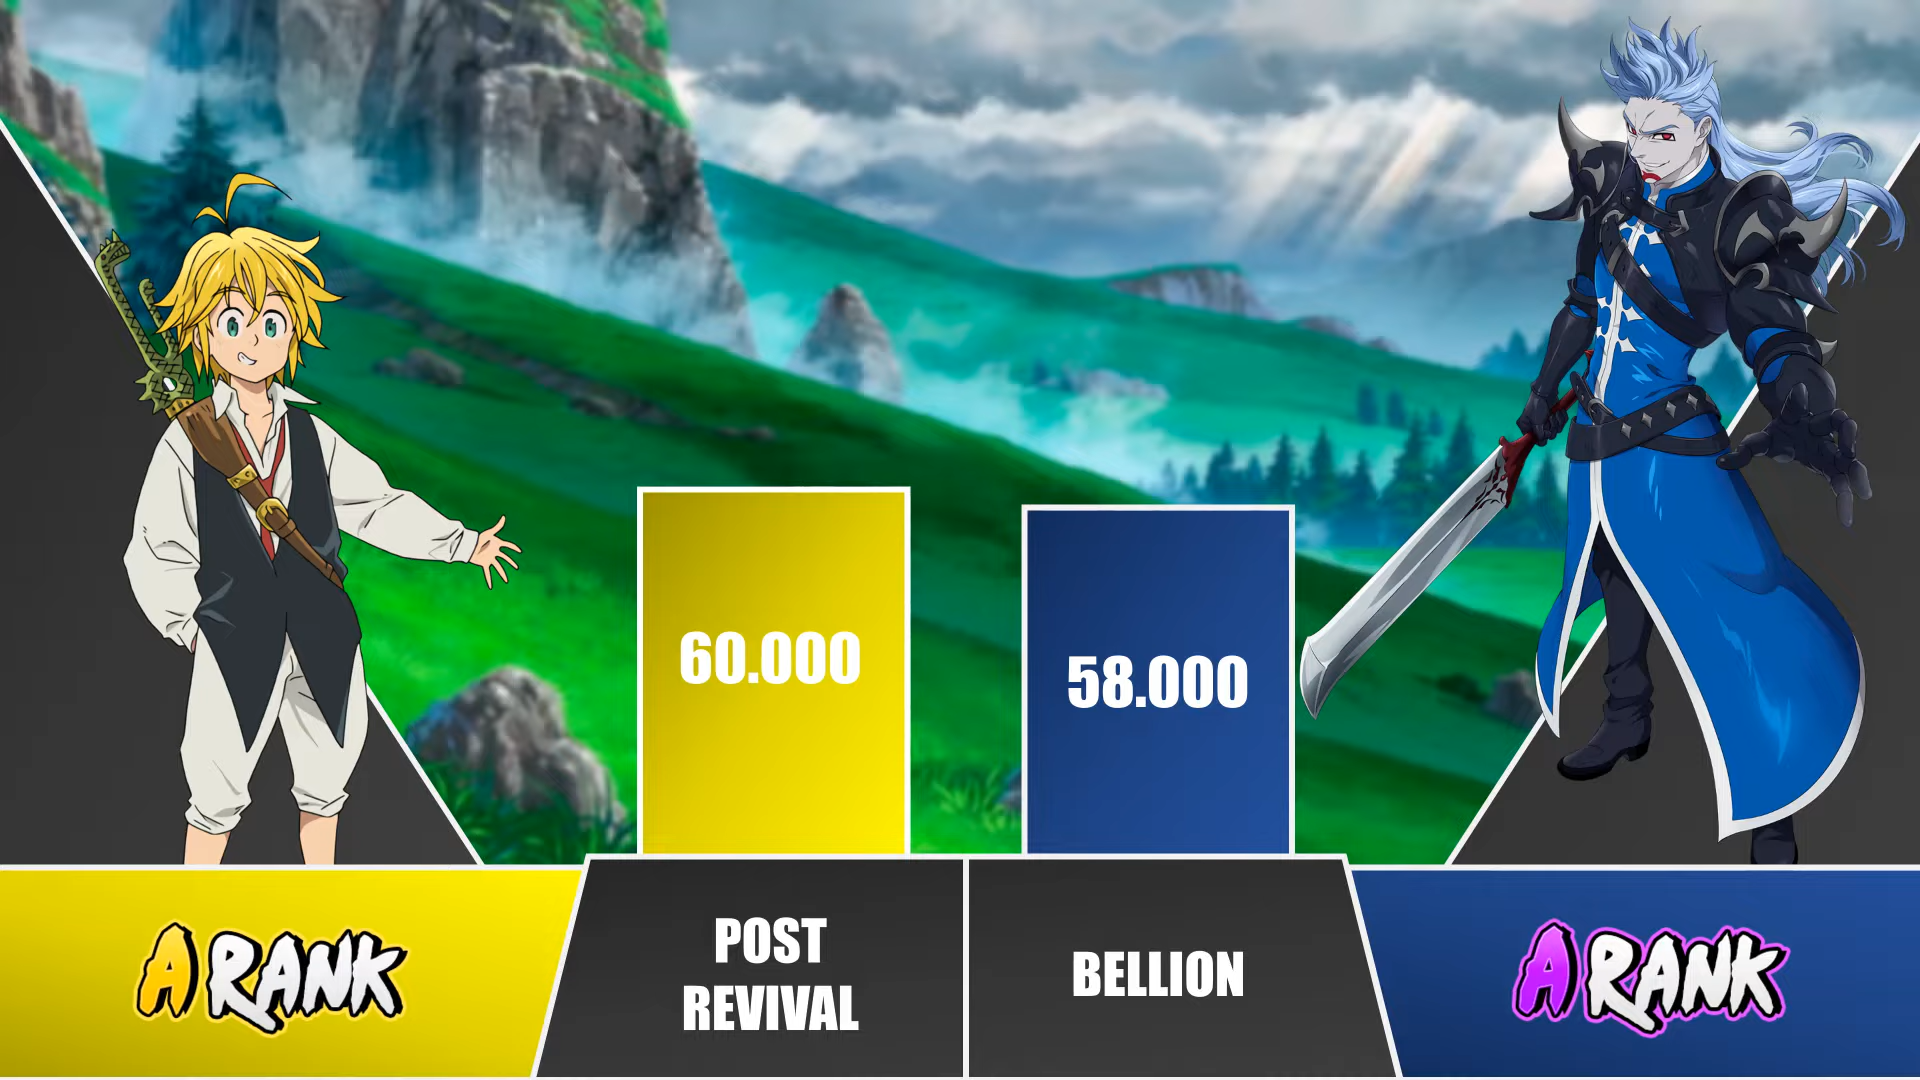 60.000
58.000
A RANK
POST
REVIVAL
BELLION
A RANK